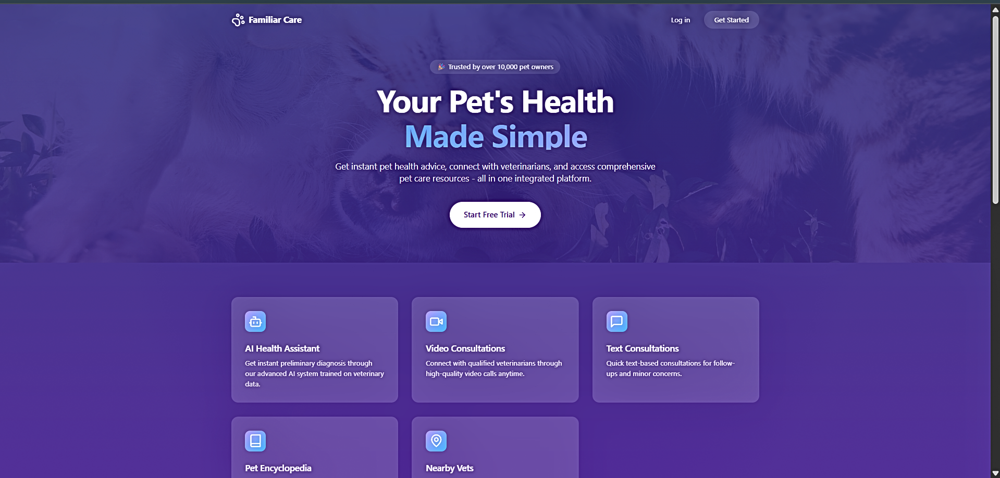 Familiar Care
Log in
Get Started
🎉 Trusted by over 10,000 pet owners
Your Pet's Health
Made Simple
Get instant pet health advice, connect with veterinarians, and access comprehensive
pet care resources - all in one integrated platform.
Start Free Trial →
AI Health Assistant
Get instant preliminary diagnosis through
our advanced AI system trained on veterinary
data.
Video Consultations
Connect with qualified veterinarians through
high-quality video calls anytime.
Text Consultations
Quick text-based consultations for follow-
ups and minor concerns.
Pet Encyclopedia
Nearby Vets